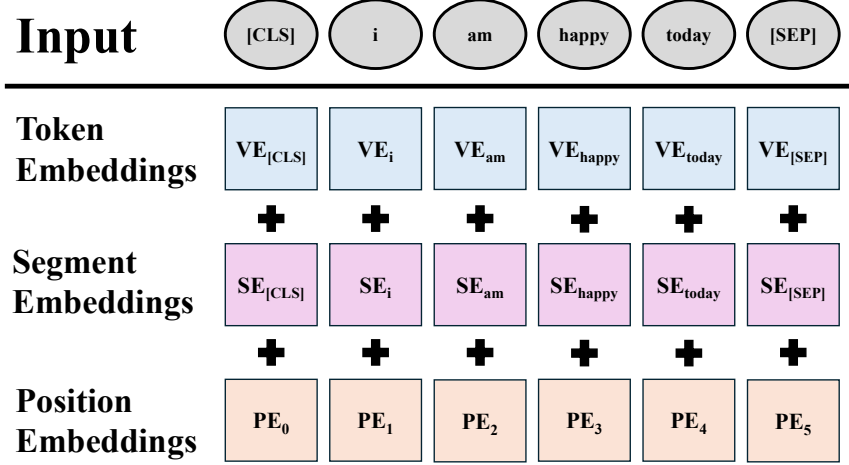 Input [CLS] i am happy today [SEP]
Token
Embeddings
VE[CLS] VEi VEam VEhappy VEtoday VE[SEP]
+ + + + + +
Segment
Embeddings
SE[CLS] SEi SEam SEhappy SEtoday SE[SEP]
+ + + + + +
Position
Embeddings
PE0 PE1 PE2 PE3 PE4 PE5